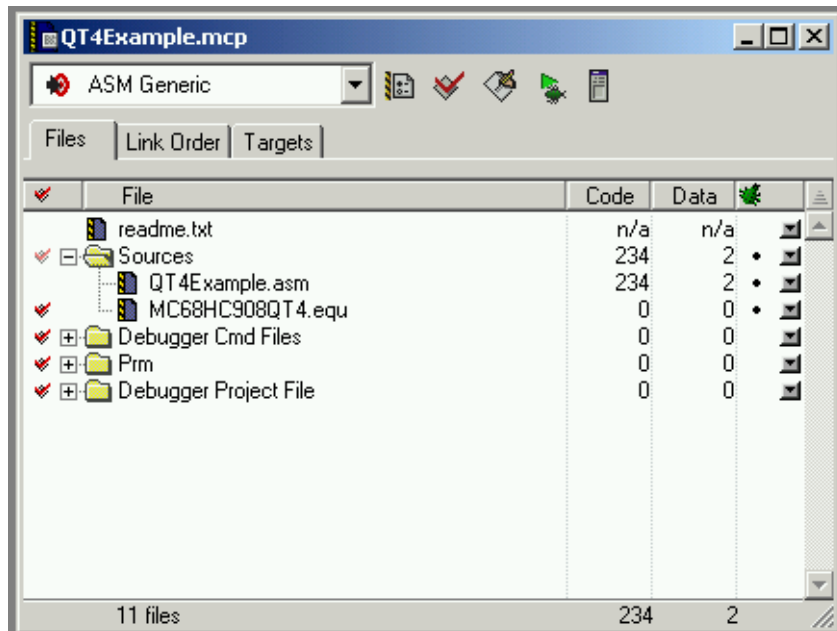 QT4Example.mcp
ASM Generic
Files Link Order Targets
File Code Data
readme.txt n/a n/a
Sources 234 2
QT4Example.asm 234 2
MC68HC908QT4.equ 0 0
Debugger Cmd Files 0 0
Prm 0 0
Debugger Project File 0 0
11 files 234 2